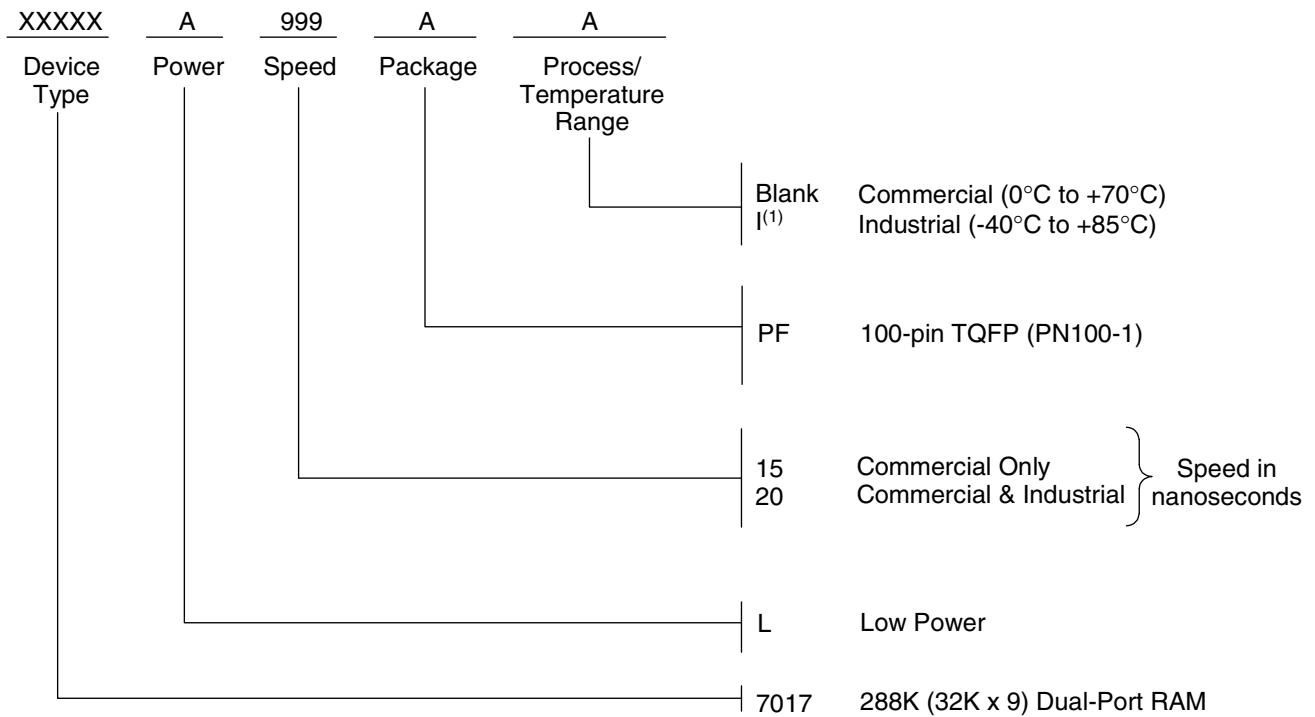 XXXXX A 999 A A
Device Type
Power
Speed
Package
Process/
Temperature
Range
Blank Commercial (0°C to +70°C)
I(1) Industrial (-40°C to +85°C)
PF 100-pin TQFP (PN100-1)
15 Commercial Only
20 Commercial & Industrial
Speed in
nanoseconds
L Low Power
7017 288K (32K x 9) Dual-Port RAM